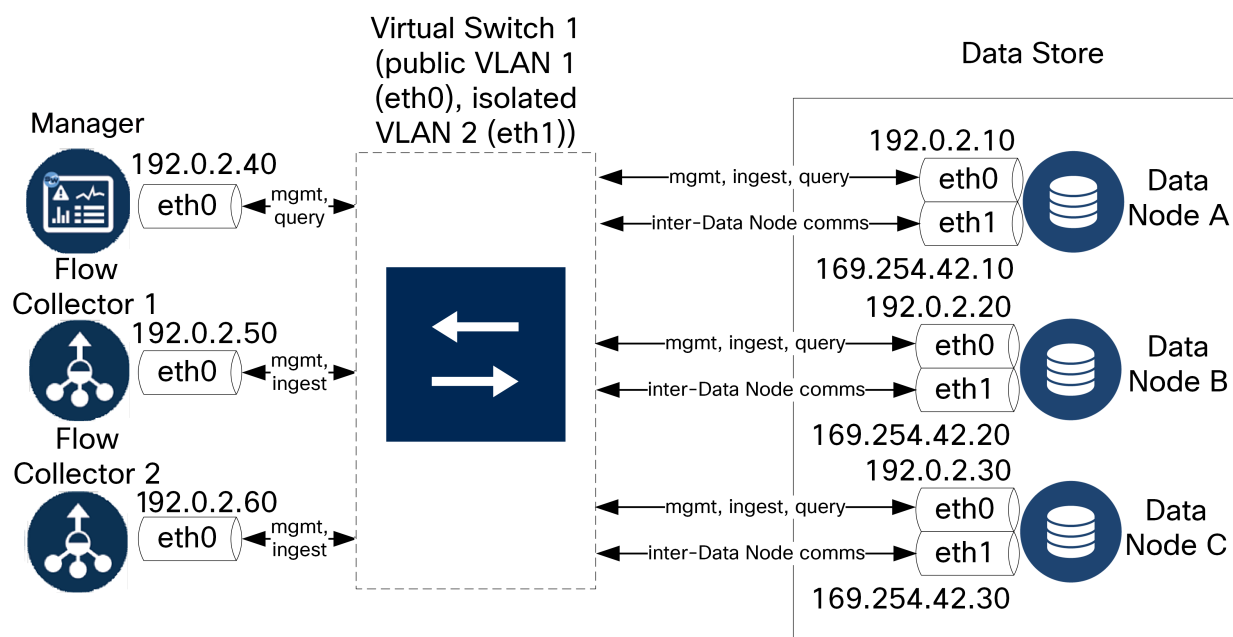 Virtual Switch 1
(public VLAN 1
(eth0), isolated
VLAN 2 (eth1))
Data Store
Manager
192.0.2.40
eth0
mgmt,
query
Flow
Collector 1
192.0.2.50
eth0
mgmt,
ingest
Flow
Collector 2
192.0.2.60
eth0
mgmt,
ingest
192.0.2.10
mgmt, ingest, query
eth0
inter-Data Node comms
eth1
Data
Node A
169.254.42.10
192.0.2.20
mgmt, ingest, query
eth0
inter-Data Node comms
eth1
Data
Node B
169.254.42.20
192.0.2.30
mgmt, ingest, query
eth0
inter-Data Node comms
eth1
Data
Node C
169.254.42.30